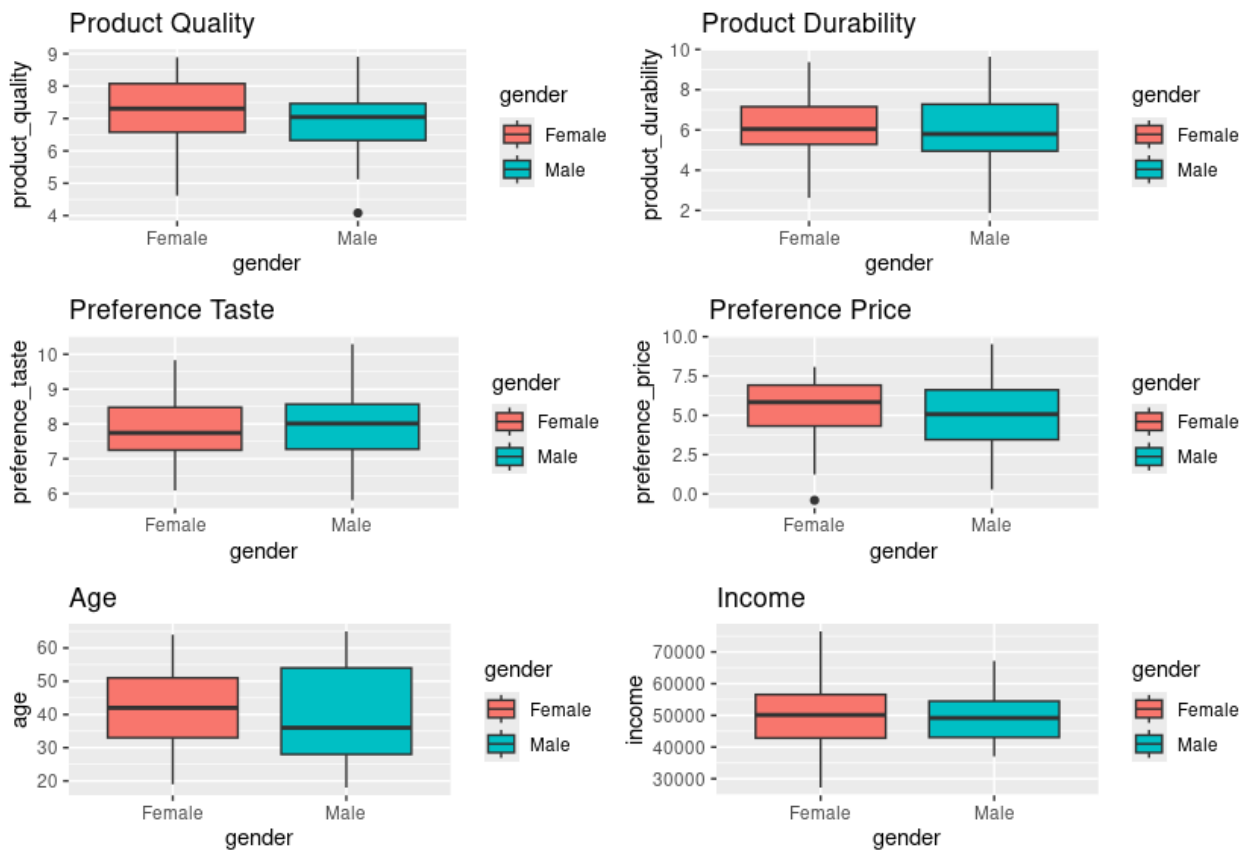 Product Quality
product_quality
9
8
7
6
5
4
Female
Male
gender
gender
Female
Male
Product Durability
product_durability
10
8
6
4
2
Female
Male
gender
gender
Female
Male
Preference Taste
preference_taste
10
9
8
7
6
Female
Male
gender
gender
Female
Male
Preference Price
preference_price
10.0
7.5
5.0
2.5
0.0
Female
Male
gender
gender
Female
Male
Age
age
60
50
40
30
20
Female
Male
gender
gender
Female
Male
Income
income
70000
60000
50000
40000
30000
Female
Male
gender
gender
Female
Male